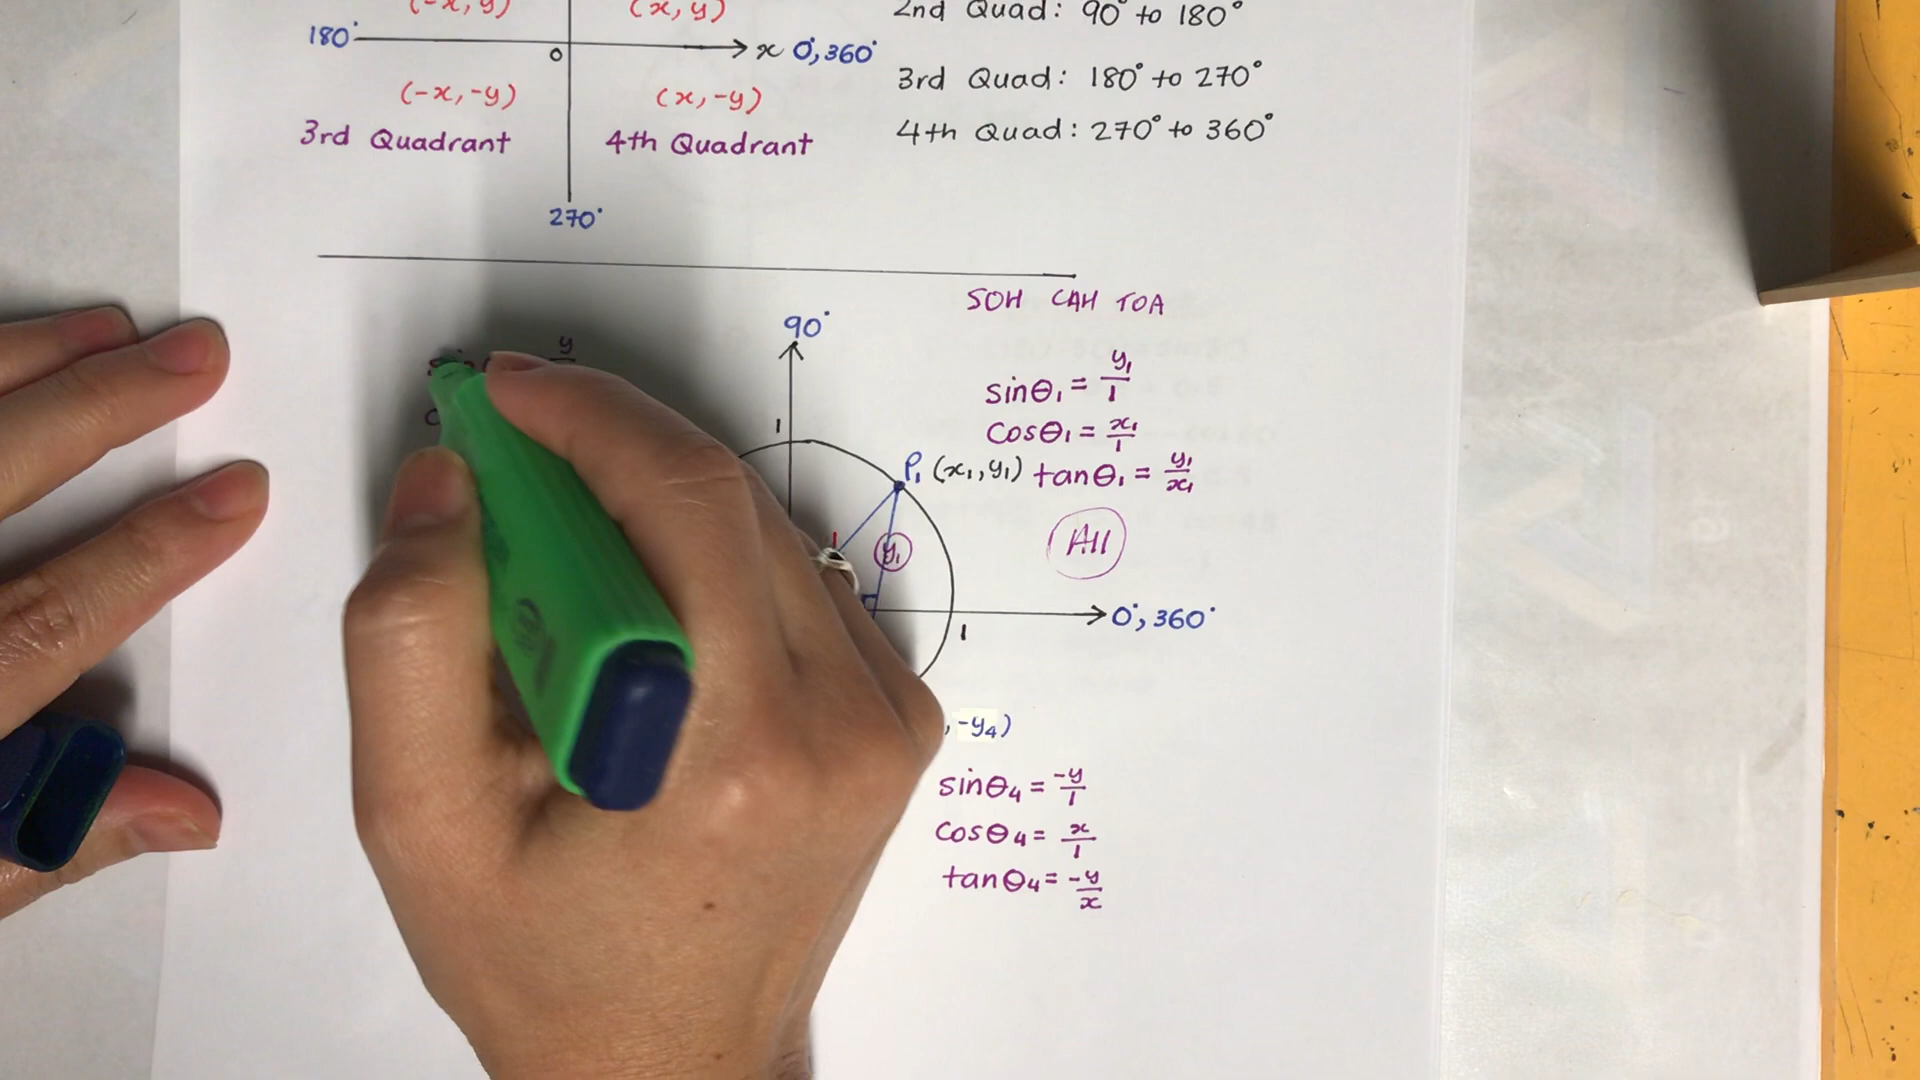 (-x, y) (x, y)
2nd Quad: 90° to 180°
180° 0 x 0°, 360°
3rd Quad: 180° to 270°
(-x, -y) (x, -y)
4th Quad: 270° to 360°
3rd Quadrant 4th Quadrant
270°
SOH CAH TOA
90°
y
sinθ₁ = y₁/1
1
cosθ₁ = x₁/1
P₁ (x₁, y₁) tanθ₁ = y₁/x₁
1 y₁ All
1 0°, 360°
, -y₄)
sinθ₄ = -y/1
cosθ₄ = x/1
tanθ₄ = -y/x